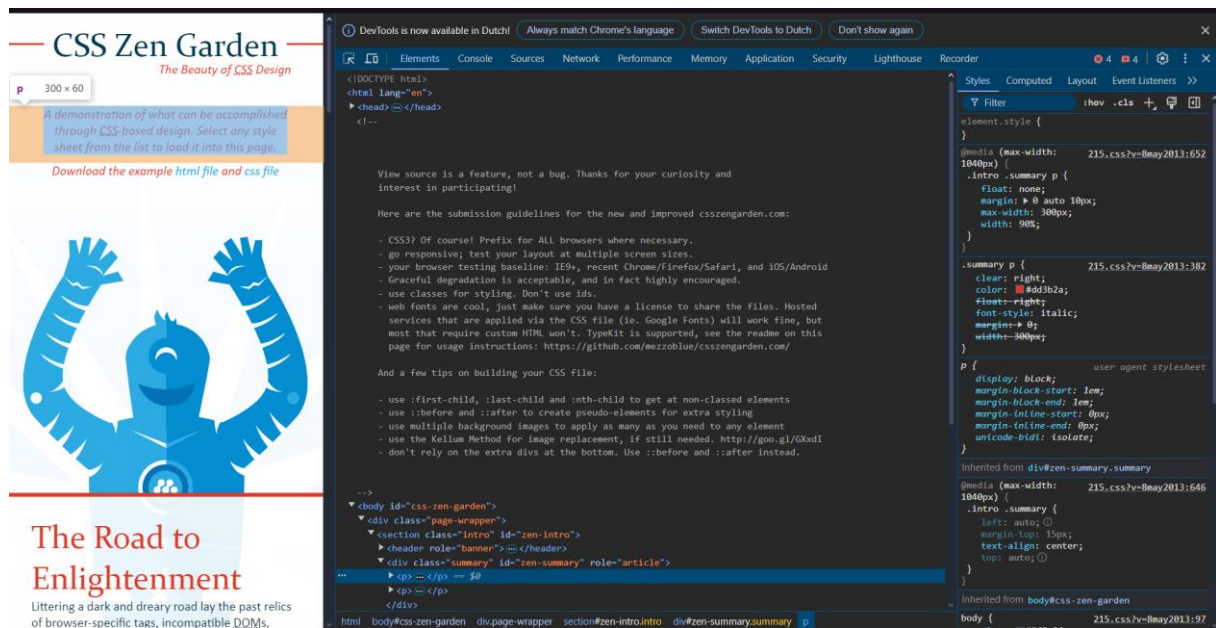 CSS Zen Garden
The Beauty of CSS Design
p 300 × 60
A demonstration of what can be accomplished
through CSS-based design. Select any style
sheet from the list to load it into this page.
Download the example html file and css file
The Road to
Enlightenment
Littering a dark and dreary road lay the past relics
of browser-specific tags, incompatible DOMs,
DevTools is now available in Dutch! Always match Chrome's language Switch DevTools to Dutch Don't show again
Elements Console Sources Network Performance Memory Application Security Lighthouse Recorder 4 4
<!DOCTYPE html>
<html lang="en">
<head> ⋯ </head>
<!--
View source is a feature, not a bug. Thanks for your curiosity and
interest in participating!
Here are the submission guidelines for the new and improved csszengarden.com:
- CSS3? Of course! Prefix for ALL browsers where necessary.
- go responsive; test your layout at multiple screen sizes.
- your browser testing baseline: IE9+, recent Chrome/Firefox/Safari, and iOS/Android
- Graceful degradation is acceptable, and in fact highly encouraged.
- use classes for styling. Don't use ids.
- web fonts are cool, just make sure you have a license to share the files. Hosted
services that are applied via the CSS file (ie. Google Fonts) will work fine, but
most that require custom HTML won't. TypeKit is supported, see the readme on this
page for usage instructions: https://github.com/mezzoblue/csszengarden.com/
And a few tips on building your CSS file:
- use :first-child, :last-child and :nth-child to get at non-classed elements
- use ::before and ::after to create pseudo-elements for extra styling
- use multiple background images to apply as many as you need to any element
- use the Kellum Method for image replacement, if still needed. http://goo.gl/GXxdI
- don't rely on the extra divs at the bottom. Use ::before and ::after instead.
-->
<body id="css-zen-garden">
<div class="page-wrapper">
<section class="intro" id="zen-intro">
<header role="banner"> ⋯ </header>
<div class="summary" id="zen-summary" role="article">
⋯ <p> ⋯ </p> == $0
<p> ⋯ </p>
</div>
html body#css-zen-garden div.page-wrapper section#zen-intro.intro div#zen-summary.summary p
Styles Computed Layout Event Listeners
Filter :hov .cls
element.style {
}
@media (max-width: 215.css?v=8may2013:652
1040px) {
.intro .summary p {
float: none;
margin: 0 auto 10px;
max-width: 300px;
width: 90%;
}
}
.summary p { 215.css?v=8may2013:382
clear: right;
color: #dd3b2a;
float: right;
font-style: italic;
margin: 0;
width: 300px;
}
p { user agent stylesheet
display: block;
margin-block-start: 1em;
margin-block-end: 1em;
margin-inline-start: 0px;
margin-inline-end: 0px;
unicode-bidi: isolate;
}
Inherited from div#zen-summary.summary
@media (max-width: 215.css?v=8may2013:646
1040px) {
.intro .summary {
left: auto;
margin-top: 15px;
text-align: center;
top: auto;
}
}
Inherited from body#css-zen-garden
body { 215.css?v=8may2013:97